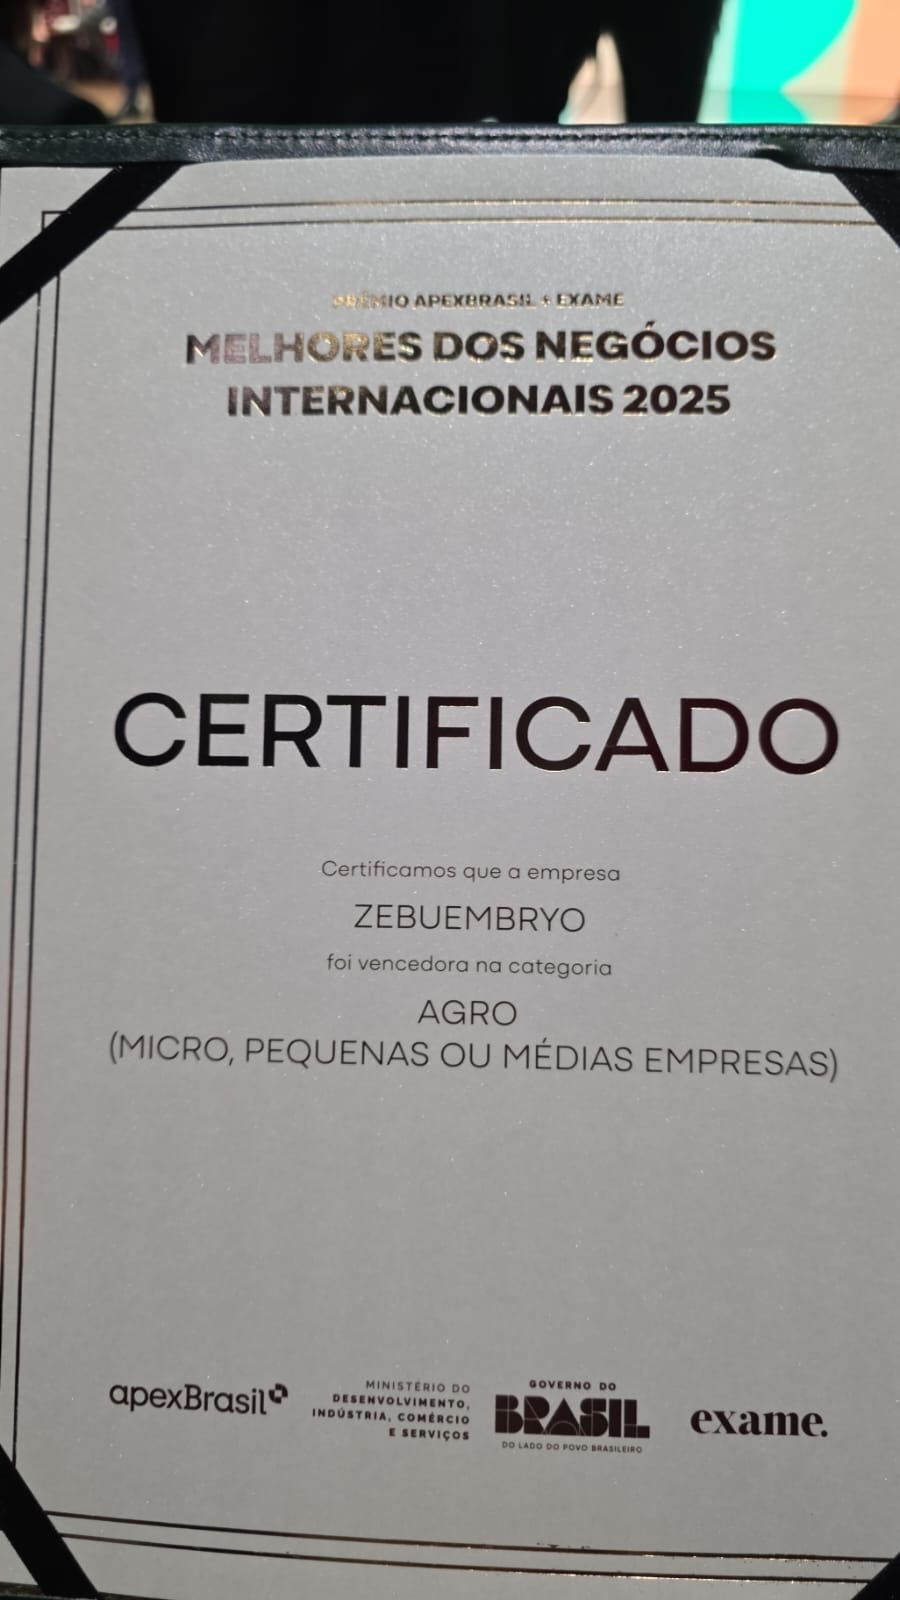 PRÊMIO APEXBRASIL + EXAME
MELHORES DOS NEGÓCIOS
INTERNACIONAIS 2025
CERTIFICADO
Certificamos que a empresa
ZEBUEMBRYO
foi vencedora na categoria
AGRO
(MICRO, PEQUENAS OU MÉDIAS EMPRESAS)
apexBrasil
MINISTÉRIO DO
DESENVOLVIMENTO,
INDÚSTRIA, COMÉRCIO
E SERVIÇOS
GOVERNO DO
BRASIL
DO LADO DO POVO BRASILEIRO
exame.